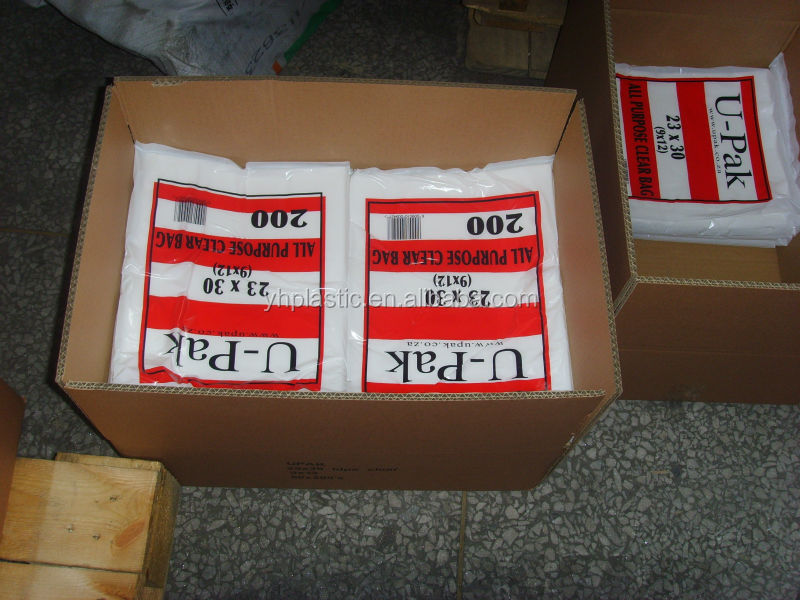 200
ALL PURPOSE CLEAR BAG
23 x 30
(9x12)
www.upak.co.za
U-Pak
200
ALL PURPOSE CLEAR BAG
23 x 30
(9x12)
www.upak.co.za
U-Pak
U-Pak
www.upak.co.za
23 x 30
(9x12)
ALL PURPOSE CLEAR BAG
yhplastic.en.alibaba.com
UPAK